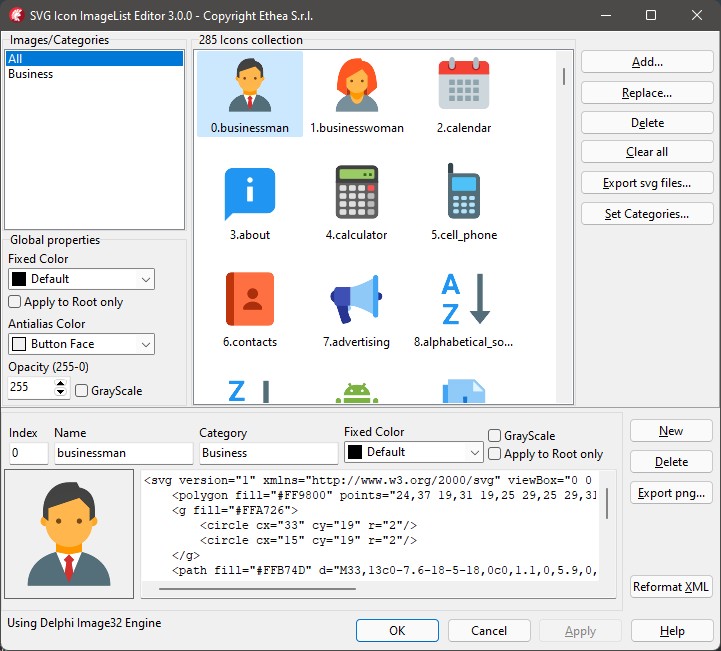 SVG Icon ImageList Editor 3.0.0 - Copyright Ethea S.r.l.
Images/Categories
All
Business
285 Icons collection
0.businessman
1.businesswoman
2.calendar
3.about
4.calculator
5.cell_phone
6.contacts
7.advertising
A
Z
8.alphabetical_so...
Z
Add...
Replace...
Delete
Clear all
Export svg files...
Set Categories...
Global properties
Fixed Color
Default
Apply to Root only
Antialias Color
Button Face
Opacity (255-0)
255
GrayScale
Index
Name
Category
Fixed Color
0
businessman
Business
Default
GrayScale
Apply to Root only
<svg version="1" xmlns="http://www.w3.org/2000/svg" viewBox="0 0
<polygon fill="#FF9800" points="24,37 19,31 19,25 29,25 29,31
<g fill="#FFA726">
<circle cx="33" cy="19" r="2"/>
<circle cx="15" cy="19" r="2"/>
</g>
<path fill="#FFB74D" d="M33,13c0-7.6-18-5-18,0c0,1.1,0,5.9,0,
New
Delete
Export png...
Reformat XML
Using Delphi Image32 Engine
OK
Cancel
Apply
Help